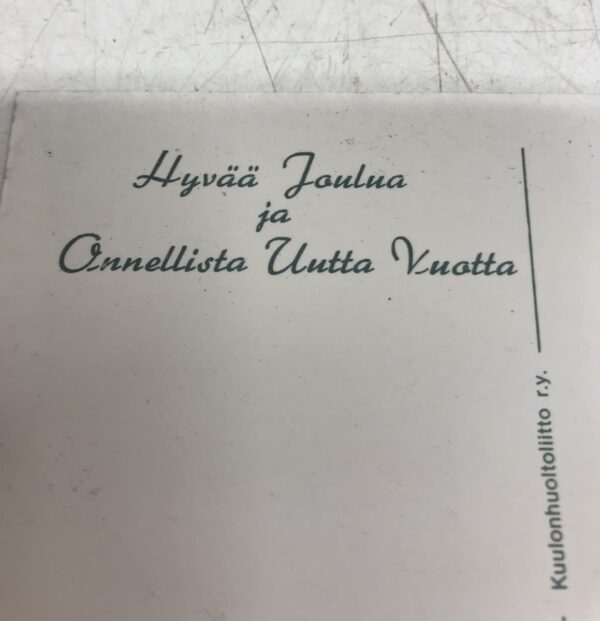 Hyvää Joulua
ja
Onnellista Uutta Vuotta
Kuulonhuoltoliitto r.y.